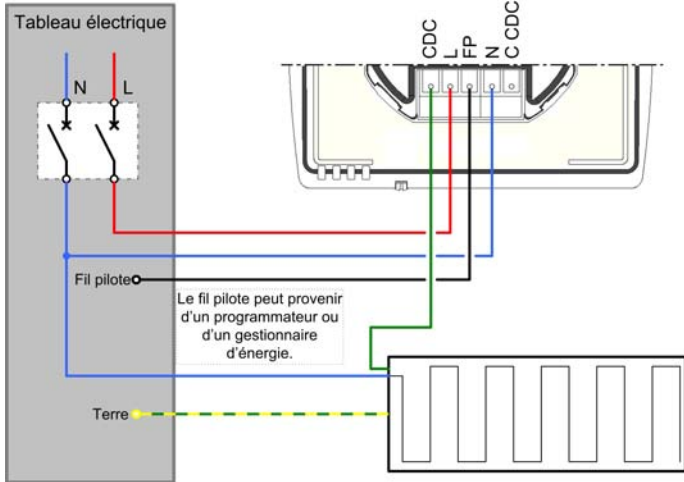 Tableau électrique
N L
CDC
L
FP
N
C CDC
Fil pilote
Le fil pilote peut provenir
d'un programmateur ou
d'un gestionnaire
d'énergie.
Terre